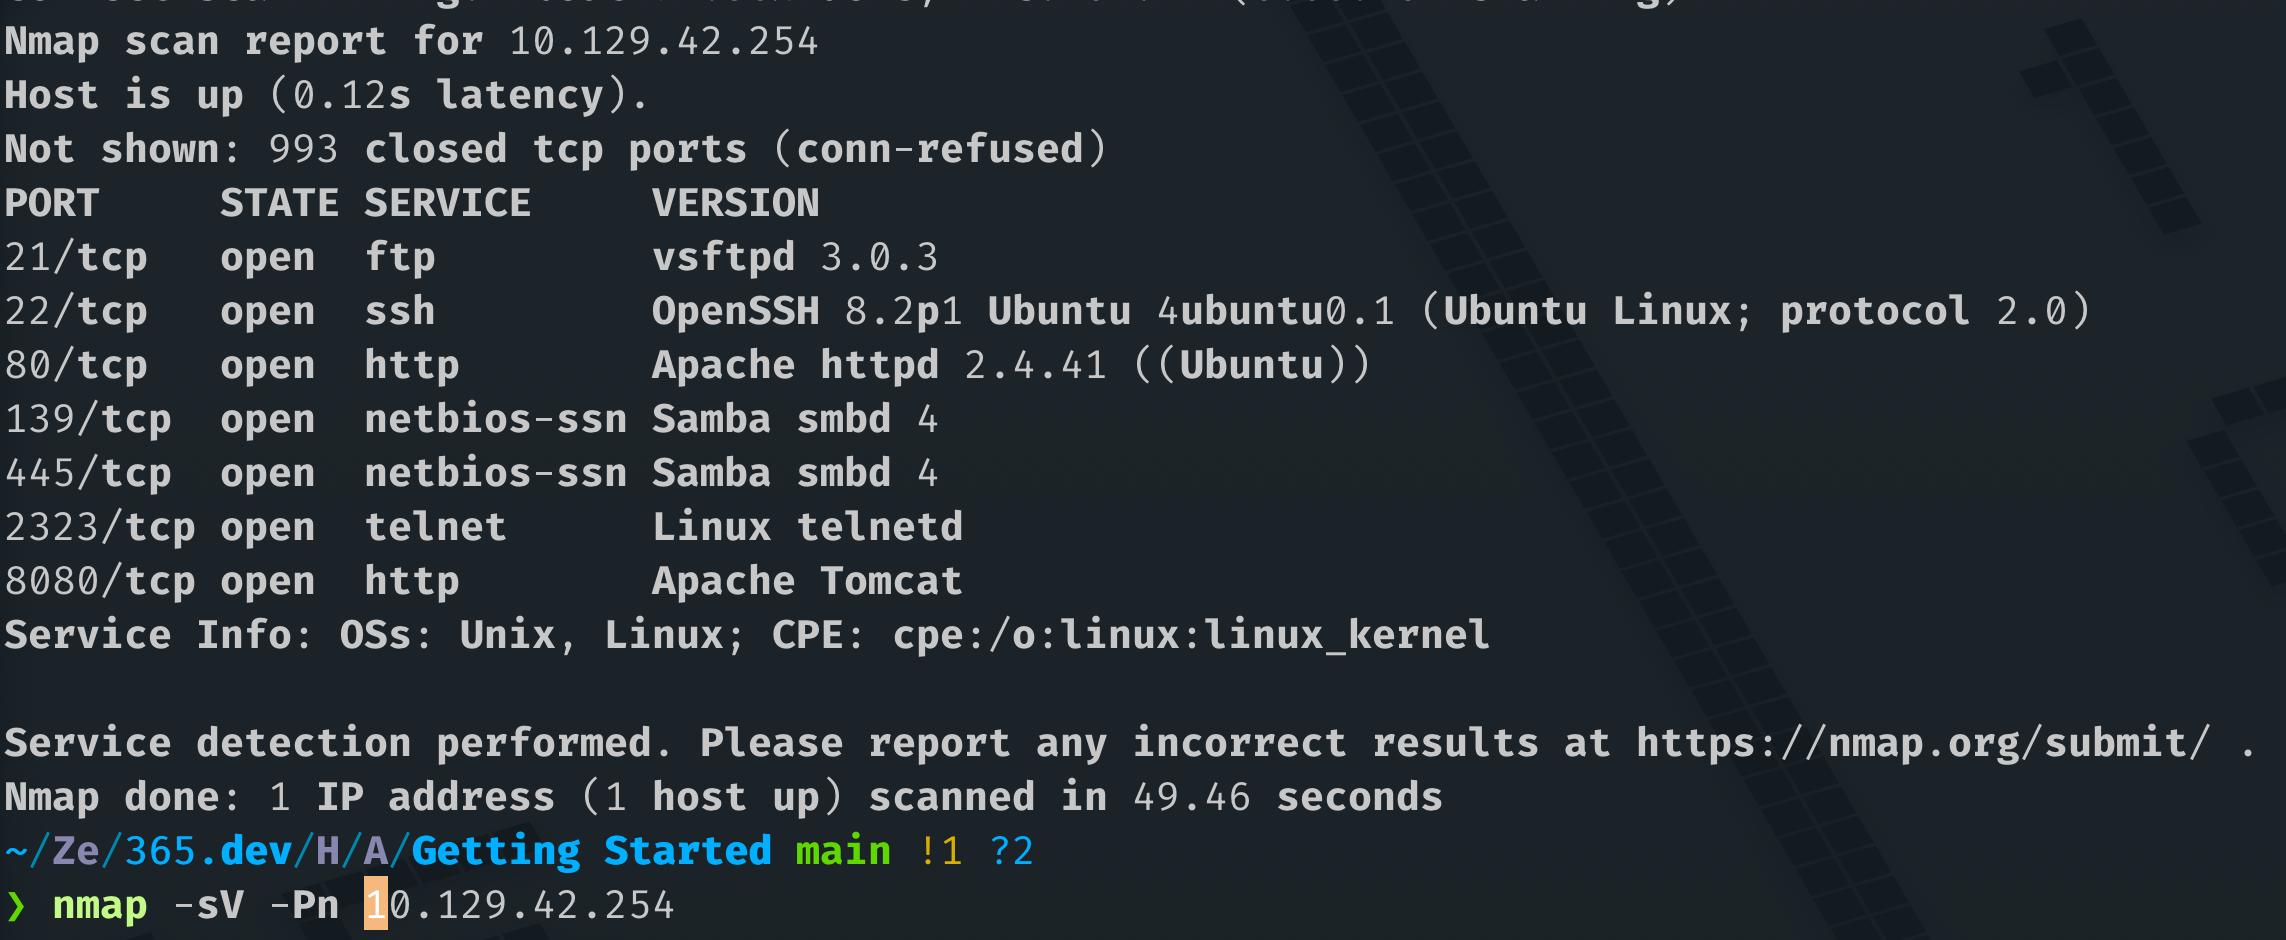 Nmap scan report for 10.129.42.254
Host is up (0.12s latency).
Not shown: 993 closed tcp ports (conn-refused)
PORT     STATE SERVICE     VERSION
21/tcp   open  ftp         vsftpd 3.0.3
22/tcp   open  ssh         OpenSSH 8.2p1 Ubuntu 4ubuntu0.1 (Ubuntu Linux; protocol 2.0)
80/tcp   open  http        Apache httpd 2.4.41 ((Ubuntu))
139/tcp  open  netbios-ssn Samba smbd 4
445/tcp  open  netbios-ssn Samba smbd 4
2323/tcp open  telnet      Linux telnetd
8080/tcp open  http        Apache Tomcat
Service Info: OSs: Unix, Linux; CPE: cpe:/o:linux:linux_kernel
Service detection performed. Please report any incorrect results at https://nmap.org/submit/ .
Nmap done: 1 IP address (1 host up) scanned in 49.46 seconds
~/Ze/365.dev/H/A/Getting Started main !1 ?2
❯ nmap -sV -Pn 10.129.42.254